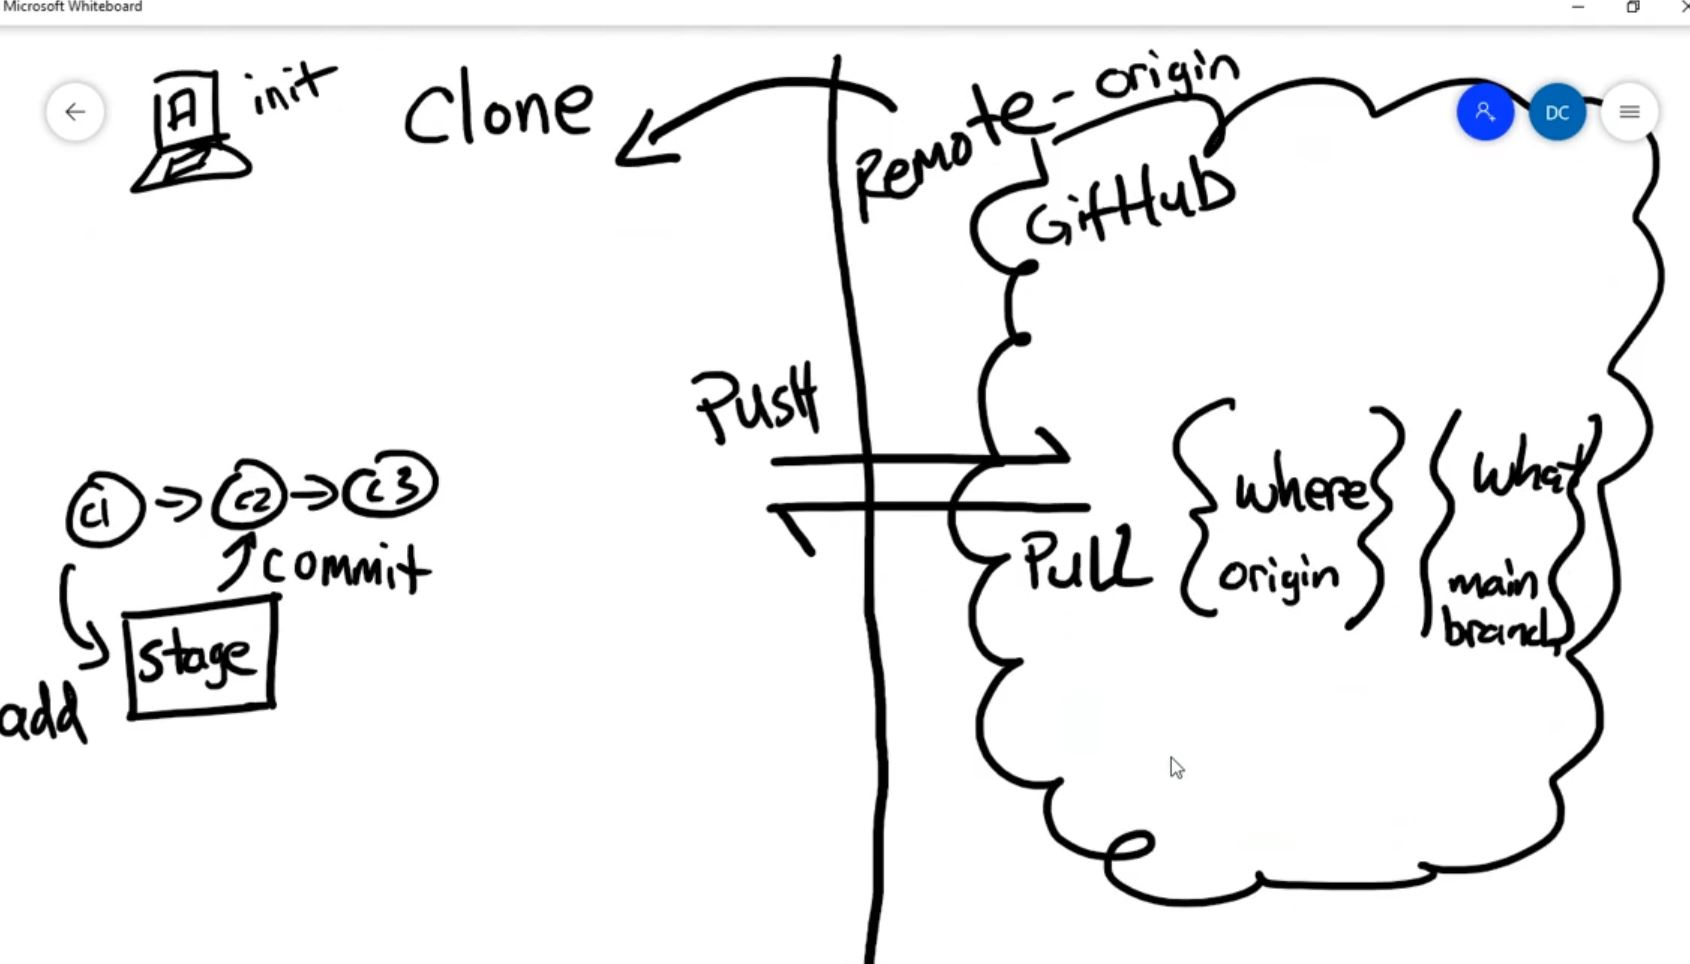 Microsoft Whiteboard
A
init
Clone
Remote - origin
GitHub
DC
Push
Pull
where
origin
what
main
branch
c1 → c2 → c3
commit
stage
add